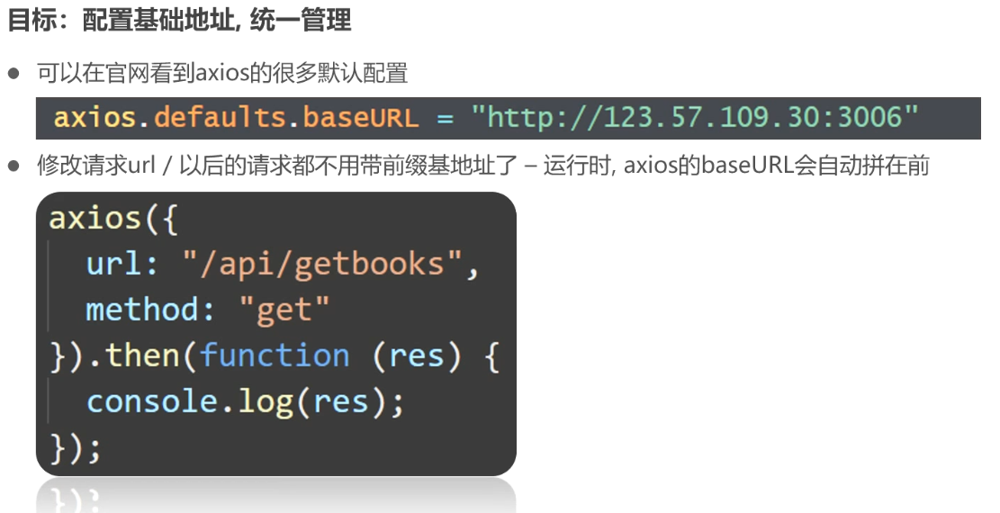 目标：配置基础地址, 统一管理
● 可以在官网看到axios的很多默认配置
axios.defaults.baseURL = "http://123.57.109.30:3006"
● 修改请求url / 以后的请求都不用带前缀基地址了 – 运行时, axios的baseURL会自动拼在前
axios({
  url: "/api/getbooks",
  method: "get"
}).then(function (res) {
  console.log(res);
});